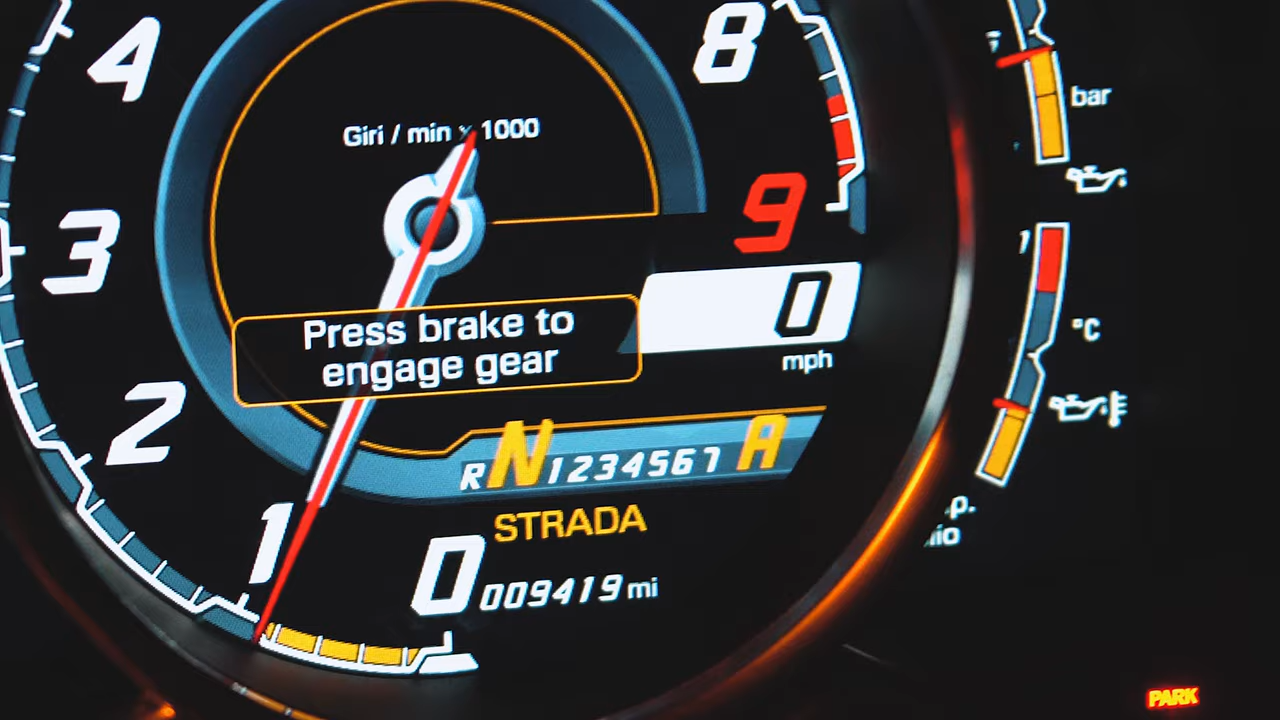 4
8
Giri / min x 1000
bar
3
9
0
mph
°C
Press brake to
engage gear
2
R N 1 2 3 4 5 6 7 A
STRADA
1
0
009419 mi
PARK